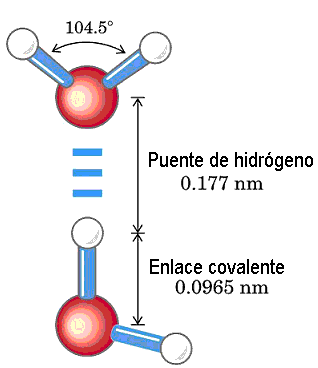 104.5°
Puente de hidrógeno
0.177 nm
Enlace covalente
0.0965 nm